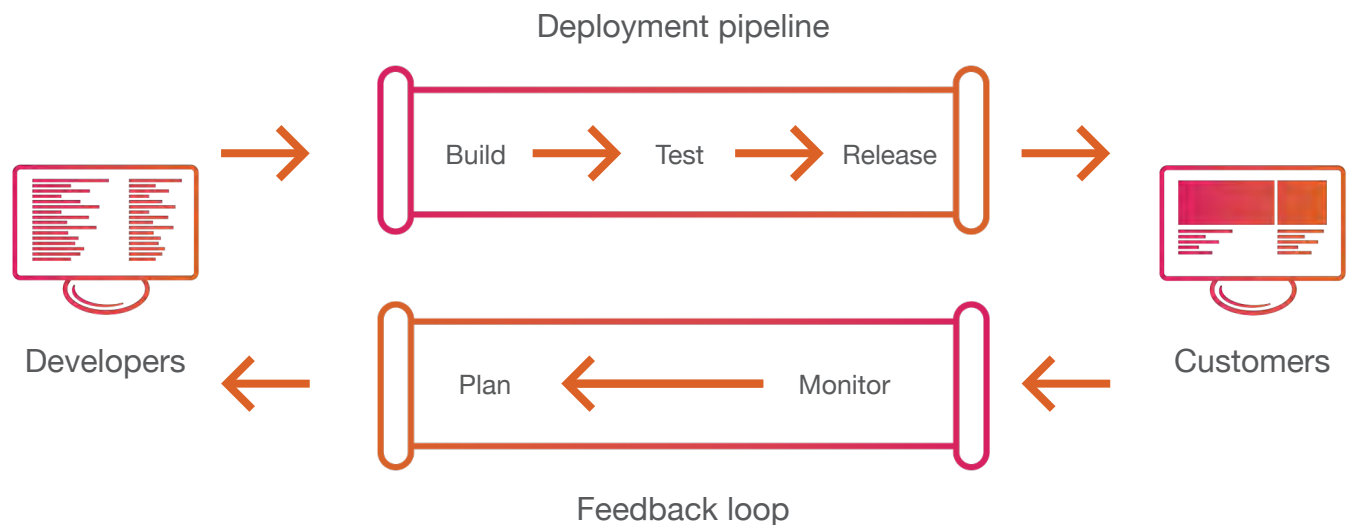 Deployment pipeline
Build Test Release
Developers
Customers
Plan Monitor
Feedback loop